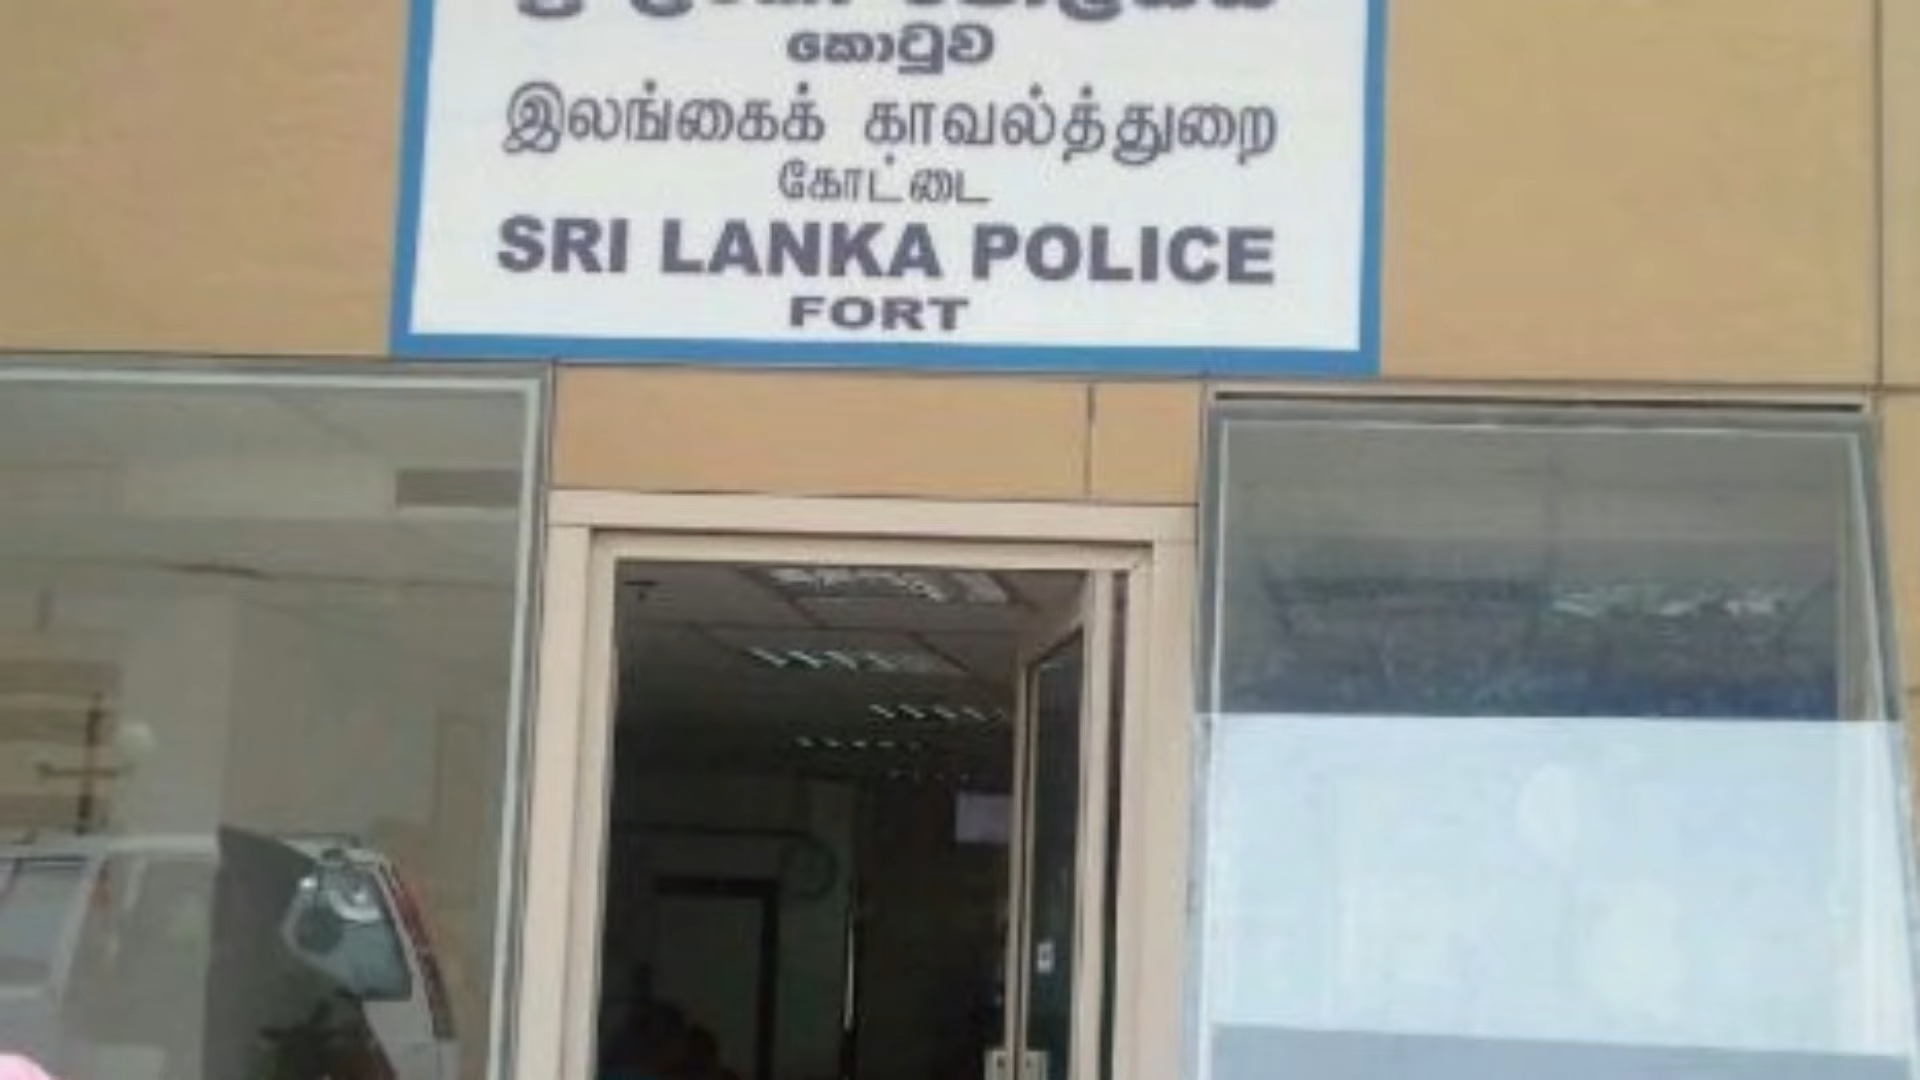 ශ්‍රී ලංකා පොලීසිය
කොටුව
இலங்கைக் காவல்த்துறை
கோட்டை
SRI LANKA POLICE
FORT